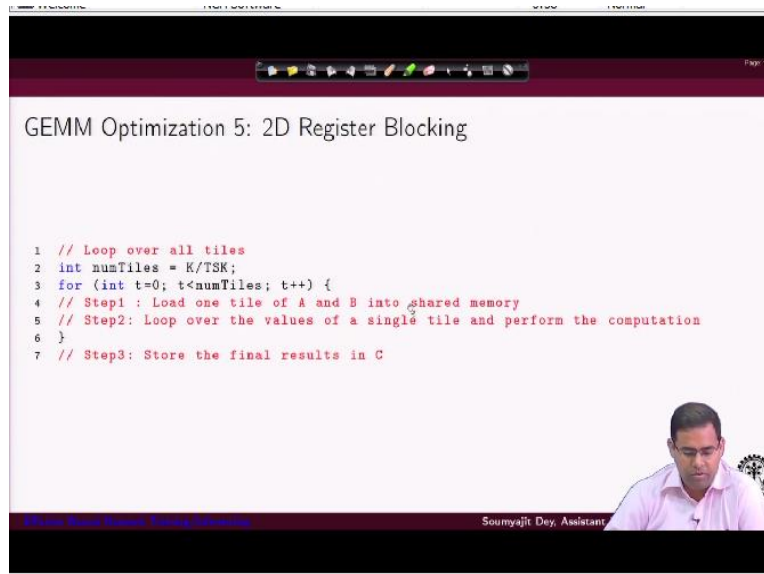 Page
GEMM Optimization 5: 2D Register Blocking
1 // Loop over all tiles
2 int numTiles = K/TSK;
3 for (int t=0; t<numTiles; t++) {
4 // Step1 : Load one tile of A and B into shared memory
5 // Step2: Loop over the values of a single tile and perform the computation
6 }
7 // Step3: Store the final results in C
Soumyajit Dey, Assistant